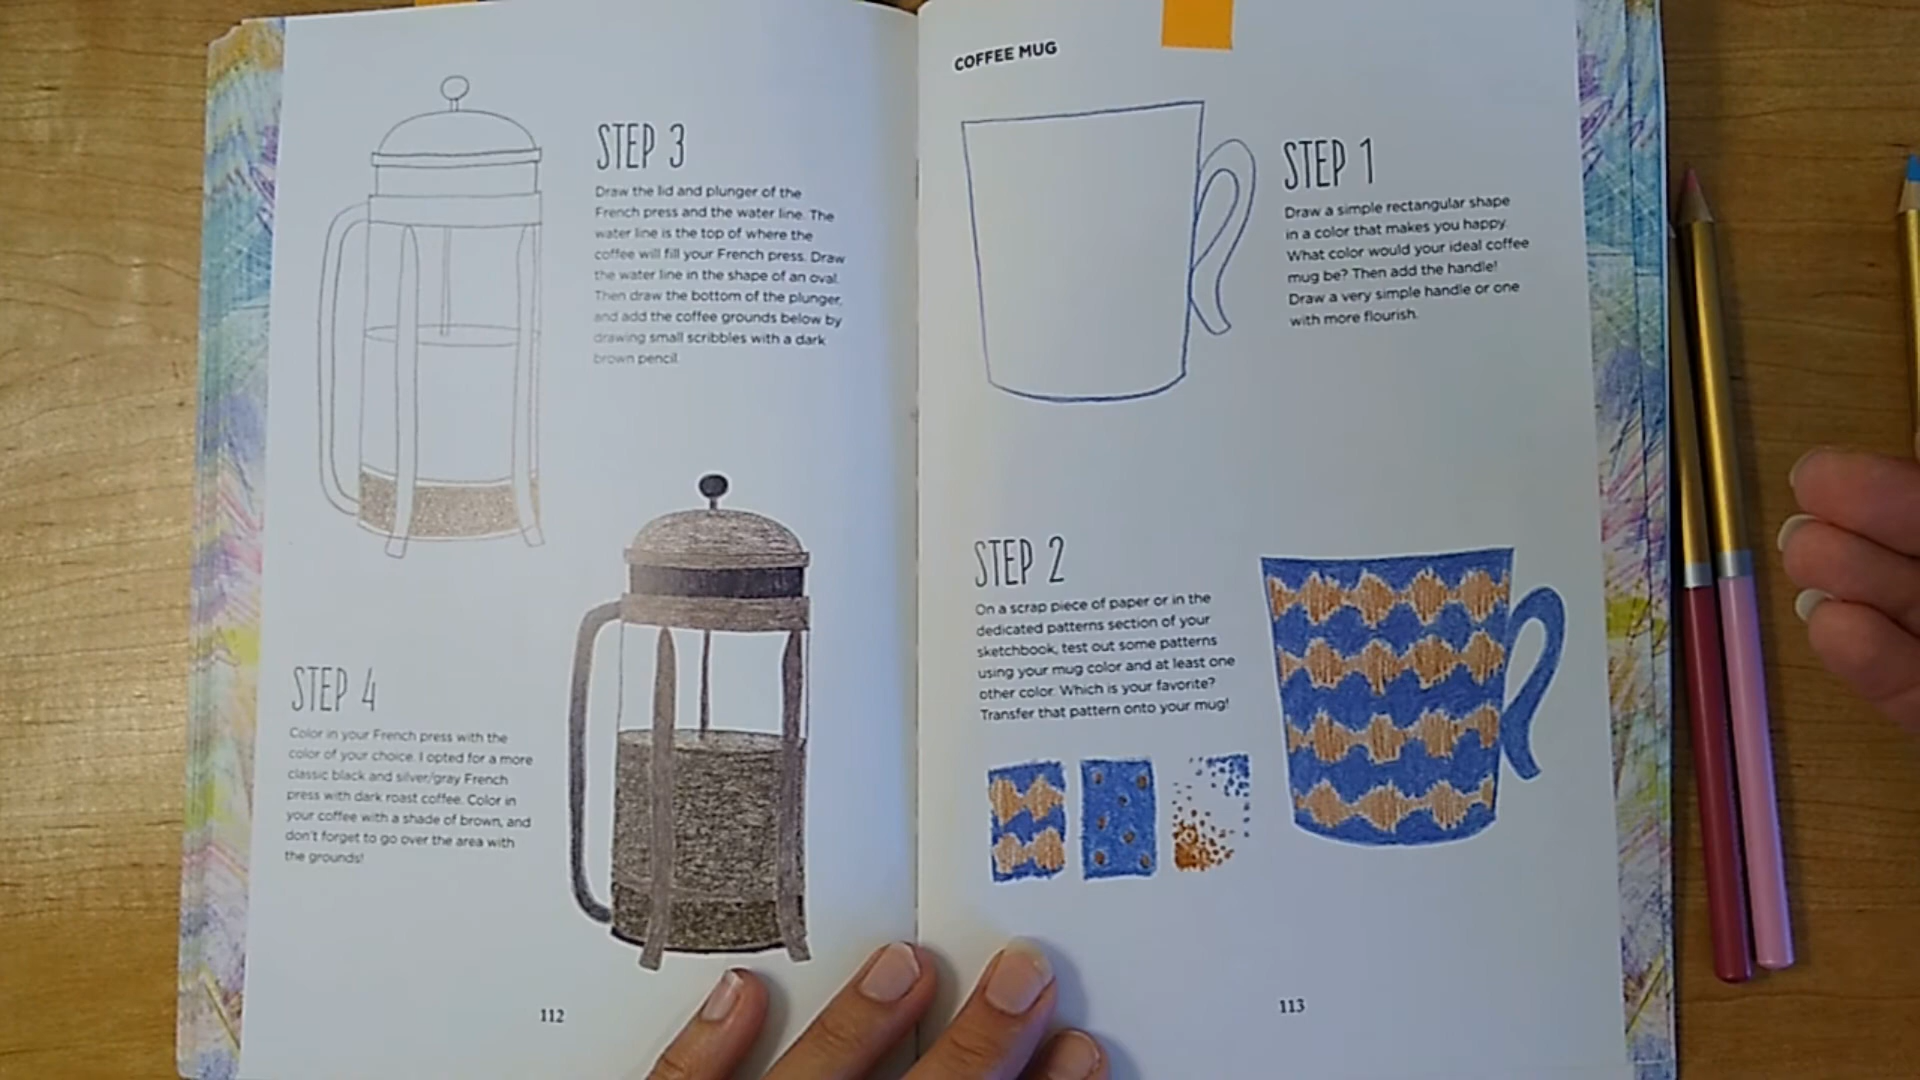 STEP 3
Draw the lid and plunger of the
French press and the water line. The
water line is the top of where the
coffee will fill your French press. Draw
the water line in the shape of an oval.
Then draw the bottom of the plunger,
and add the coffee grounds below by
drawing small scribbles with a dark
brown pencil.
STEP 4
Color in your French press with the
color of your choice. I opted for a more
classic black and silver/gray French
press with dark roast coffee. Color in
your coffee with a shade of brown, and
don't forget to go over the area with
the grounds!
112
COFFEE MUG
STEP 1
Draw a simple rectangular shape
in a color that makes you happy.
What color would your ideal coffee
mug be? Then add the handle!
Draw a very simple handle or one
with more flourish.
STEP 2
On a scrap piece of paper or in the
dedicated patterns section of your
sketchbook, test out some patterns
using your mug color and at least one
other color. Which is your favorite?
Transfer that pattern onto your mug!
113